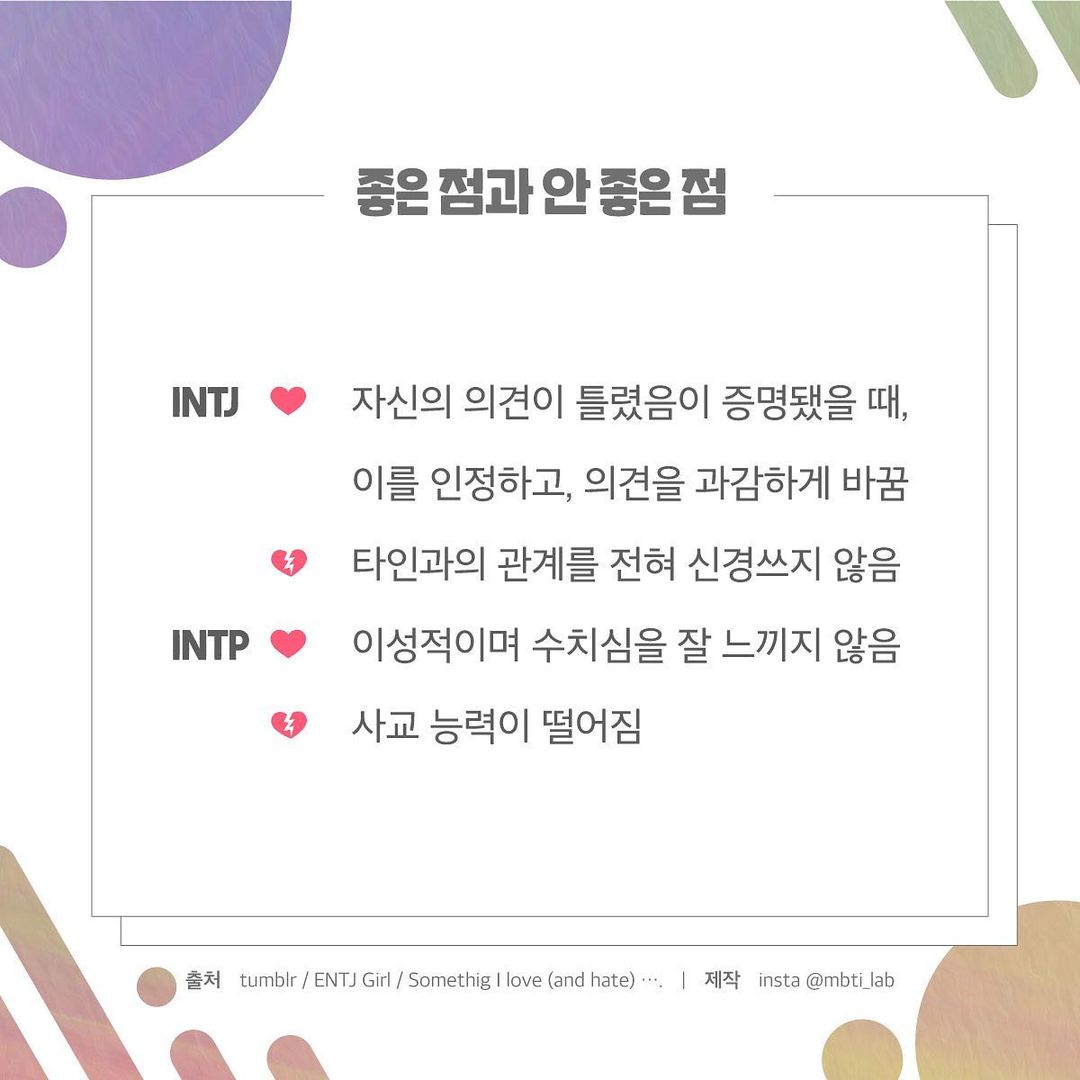 좋은 점과 안 좋은 점
INTJ 자신의 의견이 틀렸음이 증명됐을 때,
이를 인정하고, 의견을 과감하게 바꿈
타인과의 관계를 전혀 신경쓰지 않음
INTP 이성적이며 수치심을 잘 느끼지 않음
사교 능력이 떨어짐
출처 tumblr / ENTJ Girl / Somethig I love (and hate) …. | 제작 insta @mbti_lab